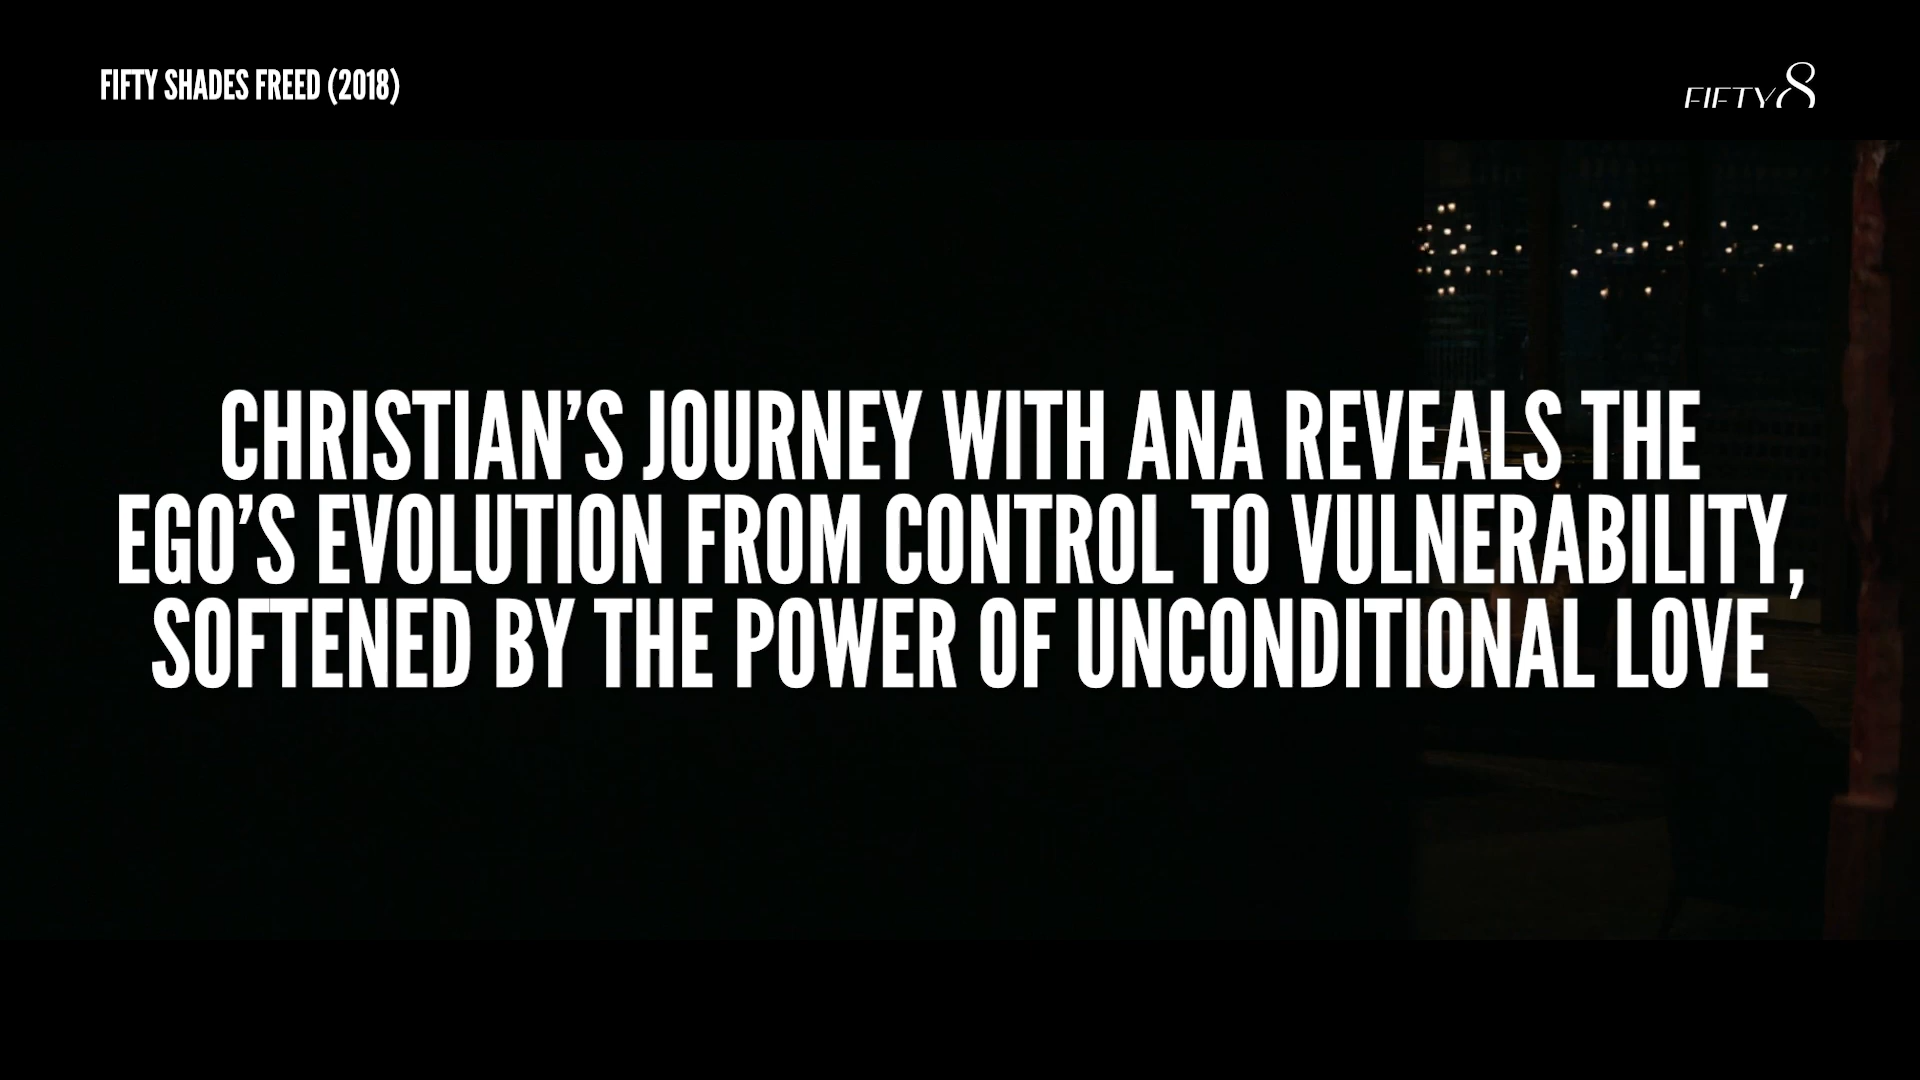 FIFTY SHADES FREED (2018)
FIFTY8
CHRISTIAN’S JOURNEY WITH ANA REVEALS THE
EGO’S EVOLUTION FROM CONTROL TO VULNERABILITY,
SOFTENED BY THE POWER OF UNCONDITIONAL LOVE